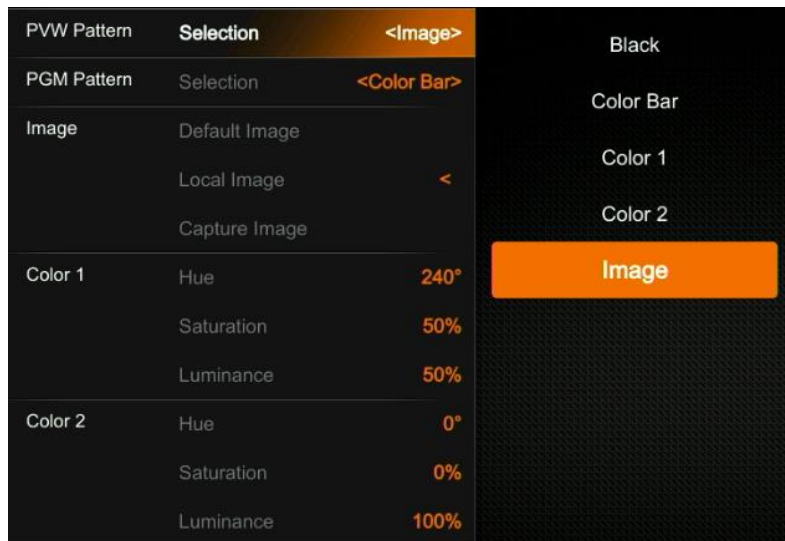 PVW Pattern Selection <Image>
PGM Pattern Selection <Color Bar>
Image Default Image
Local Image <
Capture Image
Color 1 Hue 240°
Saturation 50%
Luminance 50%
Color 2 Hue 0°
Saturation 0%
Luminance 100%
Black
Color Bar
Color 1
Color 2
Image